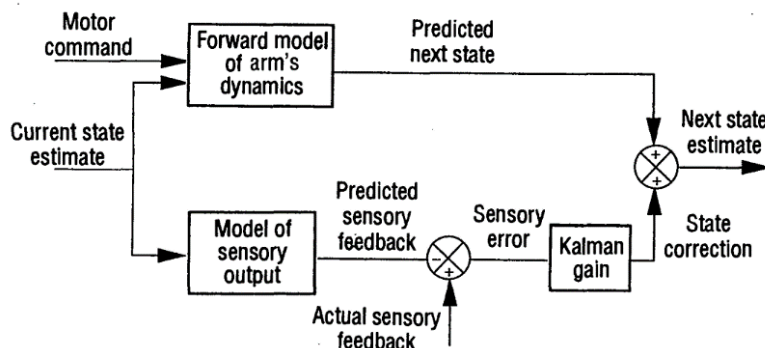 Motor
command
Forward model
of arm's
dynamics
Predicted
next state
Current state
estimate
+
+
Next state
estimate
Model of
sensory
output
Predicted
sensory
feedback
-
+
Sensory
error
Kalman
gain
State
correction
Actual sensory
feedback